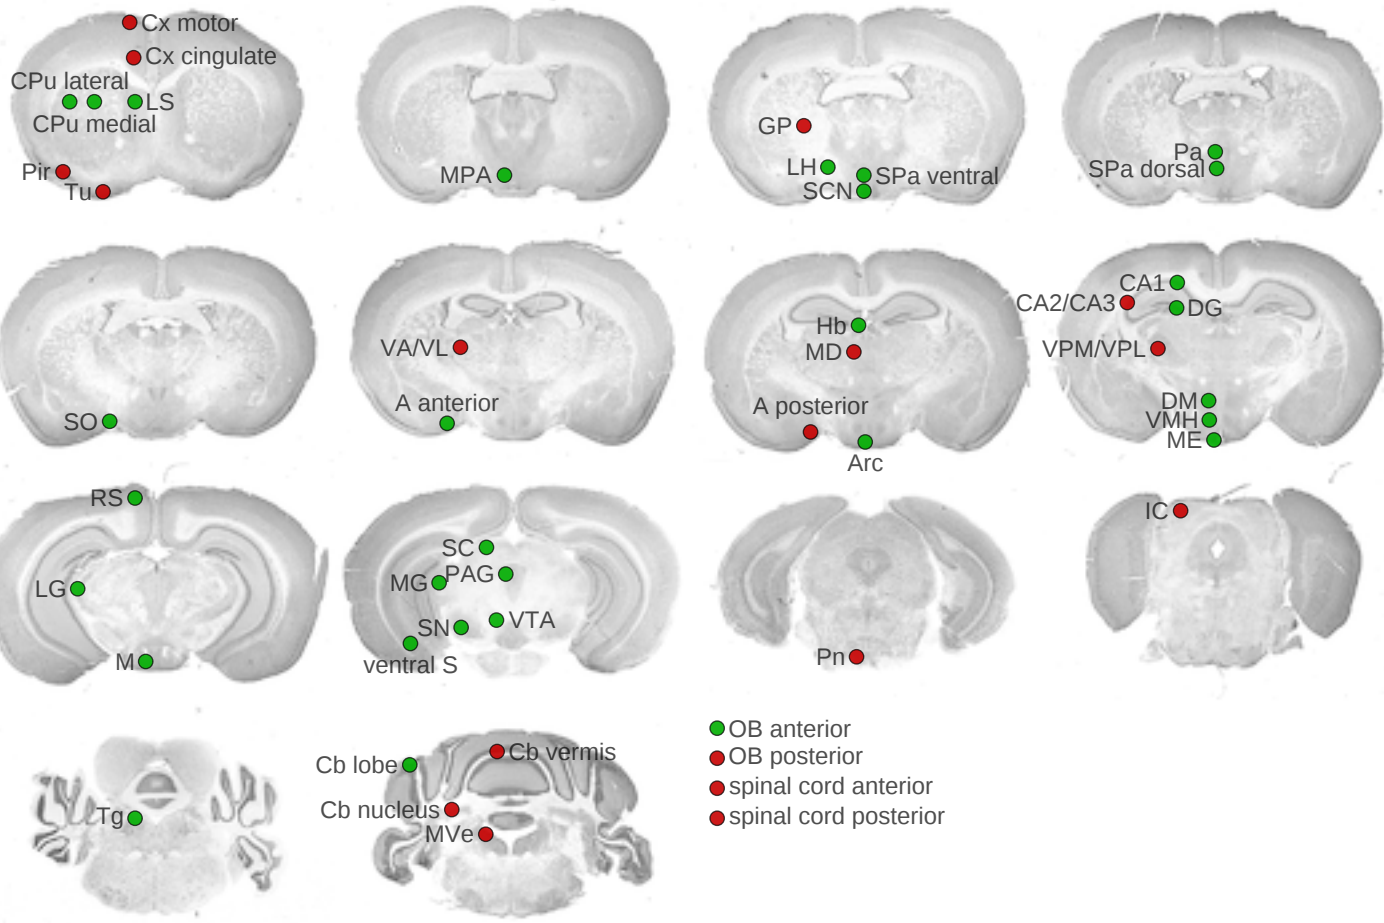 Cx motor
Cx cingulate
CPu lateral
LS
CPu medial
Pir
Tu
MPA
GP
LH
SPa ventral
SCN
Pa
SPa dorsal
SO
VA/VL
A anterior
Hb
MD
A posterior
Arc
CA1
CA2/CA3
DG
VPM/VPL
DM
VMH
ME
RS
LG
M
SC
MG
PAG
SN
VTA
ventral S
Pn
IC
Tg
Cb lobe
Cb vermis
Cb nucleus
MVe
OB anterior
OB posterior
spinal cord anterior
spinal cord posterior